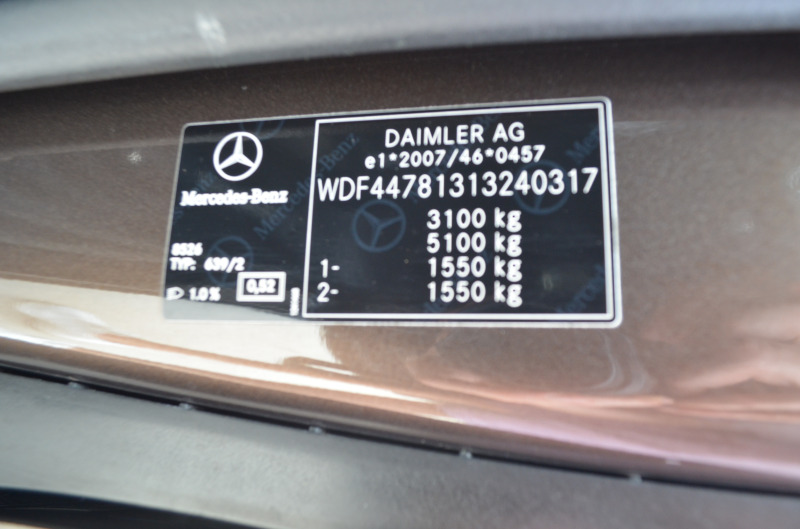 Mercedes-Benz
8526
TYP: 639/2
1.0%
0,52
DAIMLER AG
e1*2007/46*0457
WDF44781313240317
3100 kg
5100 kg
1- 1550 kg
2- 1550 kg